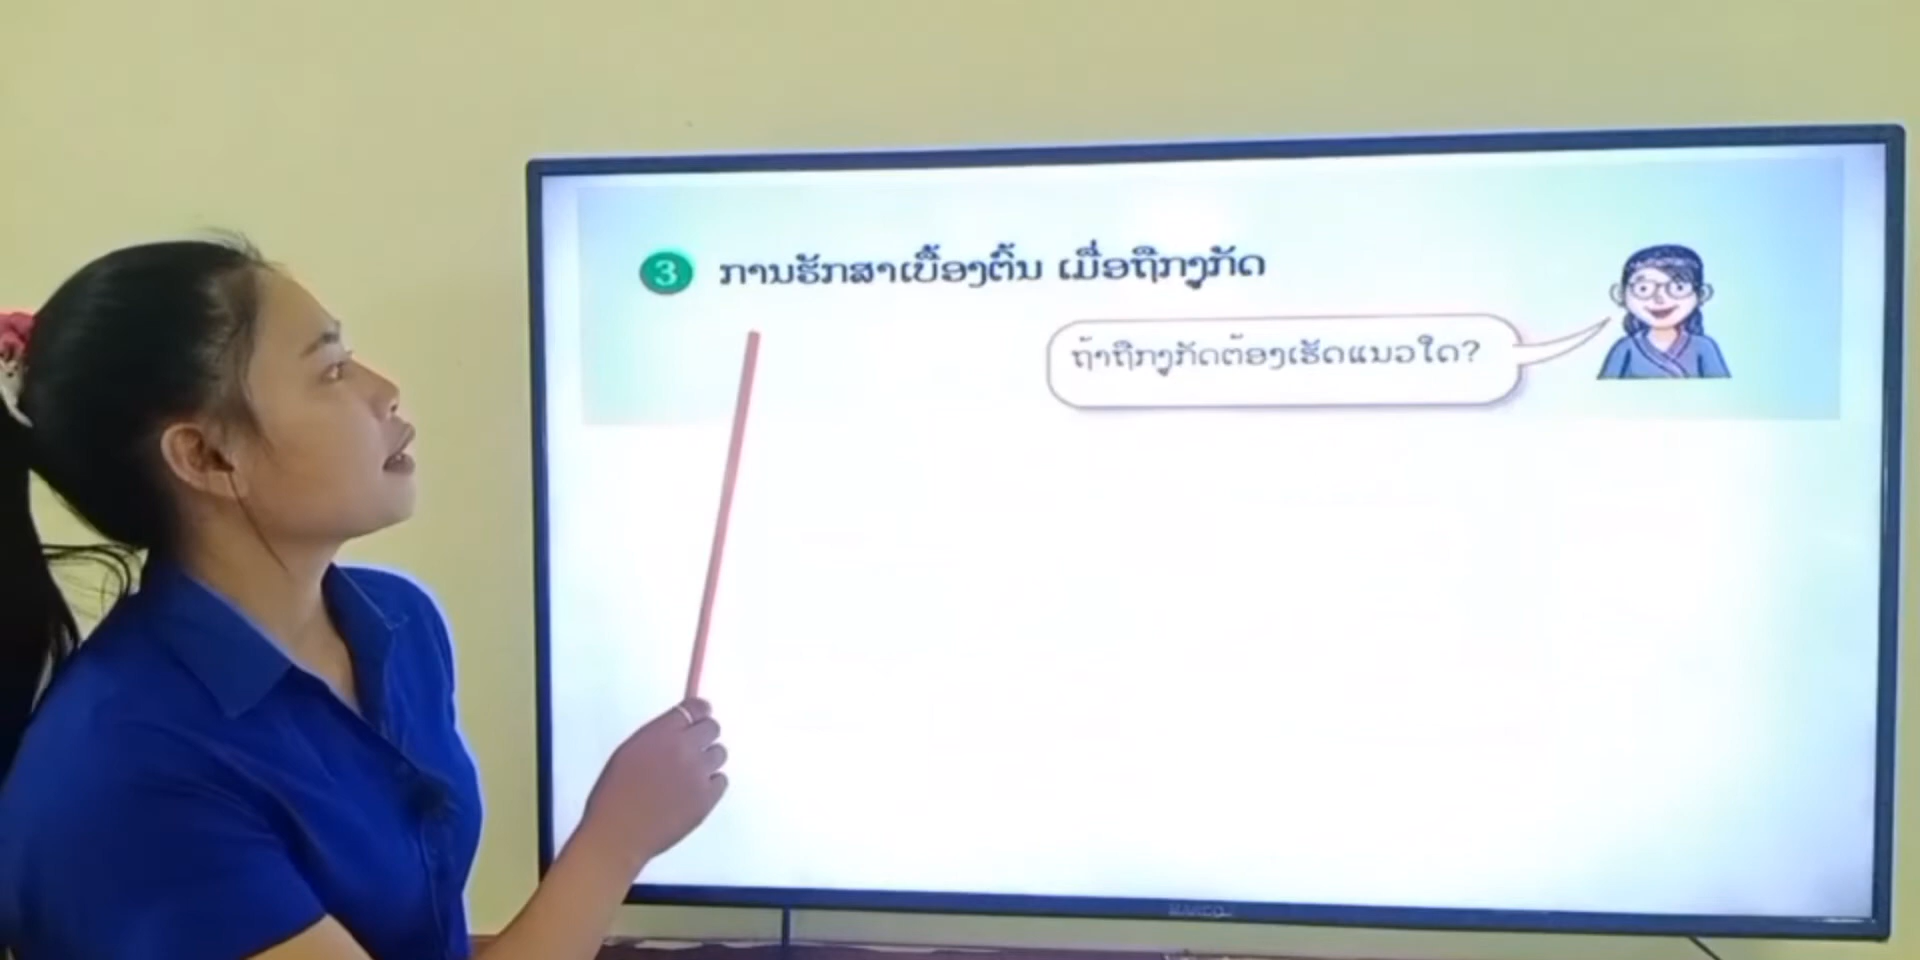 3 ການຮັກສາເບື້ອງຕົ້ນ ເມື່ອຖືກງູກັດ
ຖ້າຖືກງູກັດຕ້ອງເຮັດແນວໃດ?